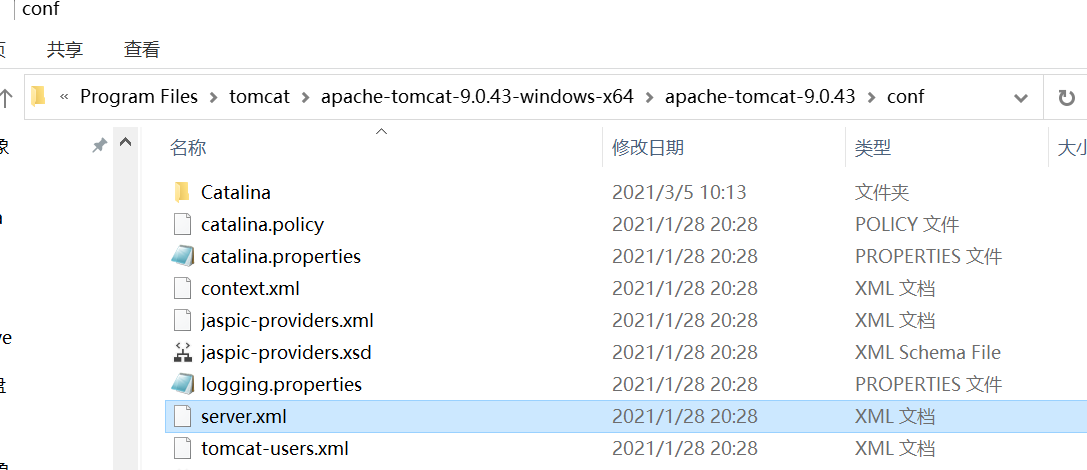 conf
共享 查看
« Program Files > tomcat > apache-tomcat-9.0.43-windows-x64 > apache-tomcat-9.0.43 > conf
名称 修改日期 类型 大小
Catalina 2021/3/5 10:13 文件夹
catalina.policy 2021/1/28 20:28 POLICY 文件
catalina.properties 2021/1/28 20:28 PROPERTIES 文件
context.xml 2021/1/28 20:28 XML 文档
jaspic-providers.xml 2021/1/28 20:28 XML 文档
jaspic-providers.xsd 2021/1/28 20:28 XML Schema File
logging.properties 2021/1/28 20:28 PROPERTIES 文件
server.xml 2021/1/28 20:28 XML 文档
tomcat-users.xml 2021/1/28 20:28 XML 文档